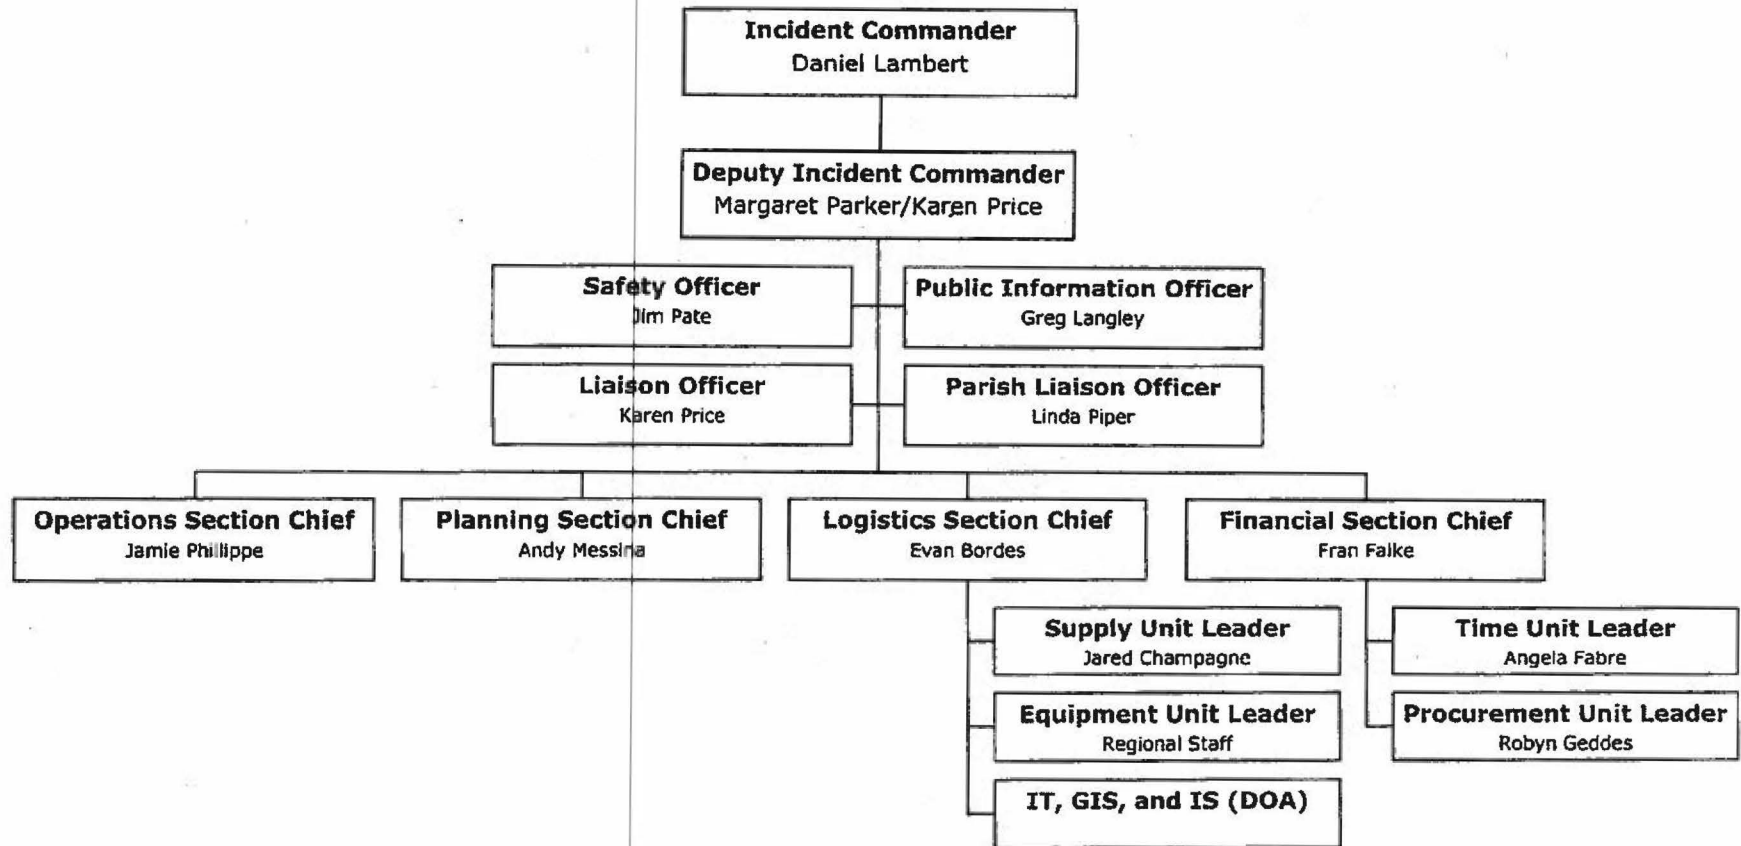 Incident Commander
Daniel Lambert
Deputy Incident Commander
Margaret Parker/Karen Price
Safety Officer
Jim Pate
Public Information Officer
Greg Langley
Liaison Officer
Karen Price
Parish Liaison Officer
Linda Piper
Operations Section Chief
Jamie Phillippe
Planning Section Chief
Andy Messina
Logistics Section Chief
Evan Bordes
Financial Section Chief
Fran Falke
Supply Unit Leader
Jared Champagne
Time Unit Leader
Angela Fabre
Equipment Unit Leader
Regional Staff
Procurement Unit Leader
Robyn Geddes
IT, GIS, and IS (DOA)